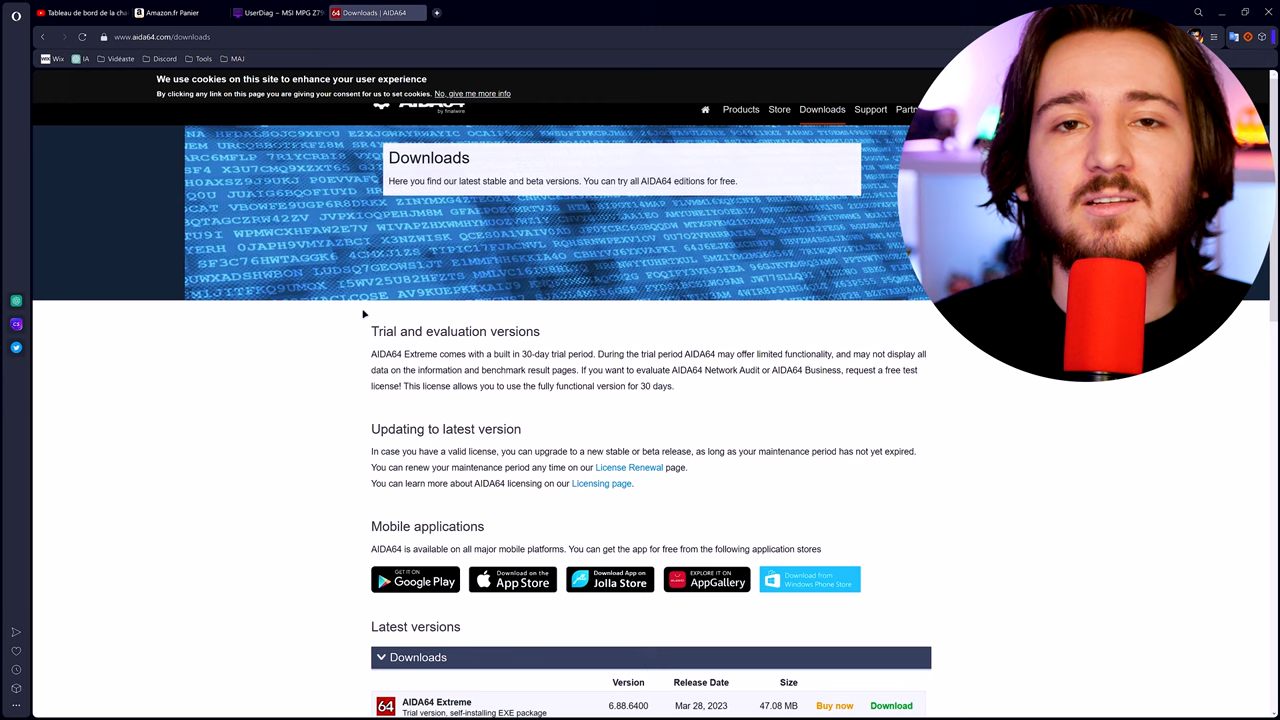 Tableau de bord de la cha
Amazon.fr Panier
UserDiag – MSI MPG Z79
64 Downloads | AIDA64
www.aida64.com/downloads
Wix
IA
Vidéaste
Discord
Tools
MAJ
We use cookies on this site to enhance your user experience
By clicking any link on this page you are giving your consent for us to set cookies. No, give me more info
by finalwire
Products
Store
Downloads
Support
Partn
Downloads
Here you find our latest stable and beta versions. You can try all AIDA64 editions for free.
Trial and evaluation versions
AIDA64 Extreme comes with a built in 30-day trial period. During the trial period AIDA64 may offer limited functionality, and may not display all
data on the information and benchmark result pages. If you want to evaluate AIDA64 Network Audit or AIDA64 Business, request a free test
license! This license allows you to use the fully functional version for 30 days.
Updating to latest version
In case you have a valid license, you can upgrade to a new stable or beta release, as long as your maintenance period has not yet expired.
You can renew your maintenance period any time on our License Renewal page.
You can learn more about AIDA64 licensing on our Licensing page.
Mobile applications
AIDA64 is available on all major mobile platforms. You can get the app for free from the following application stores
GET IT ON
Google Play
Download on the
App Store
Download App on
Jolla Store
EXPLORE IT ON
AppGallery
Download from
Windows Phone Store
Latest versions
Downloads
Version Release Date Size
64 AIDA64 Extreme 6.88.6400 Mar 28, 2023 47.08 MB Buy now Download
Trial version, self-installing EXE package